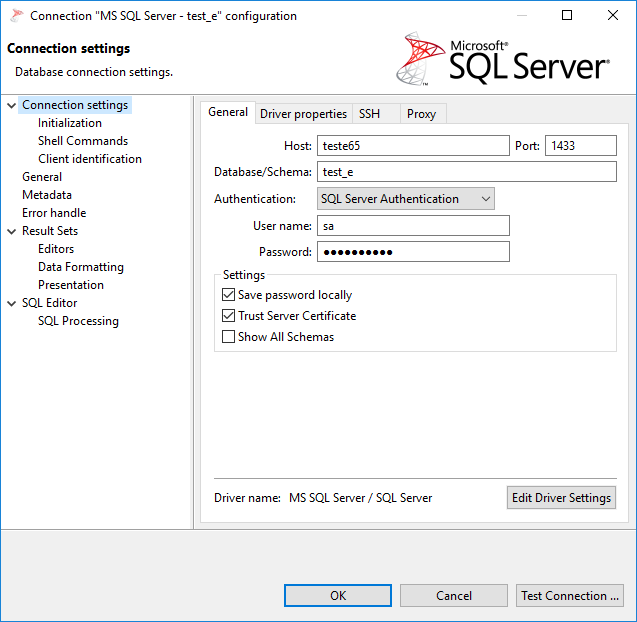 Connection "MS SQL Server - test_e" configuration
Connection settings
Database connection settings.
Microsoft®
SQL Server®
™
Connection settings
Initialization
Shell Commands
Client identification
General
Metadata
Error handle
Result Sets
Editors
Data Formatting
Presentation
SQL Editor
SQL Processing
General Driver properties SSH Proxy
Host: teste65 Port: 1433
Database/Schema: test_e
Authentication: SQL Server Authentication
User name: sa
Password: ●●●●●●●●●●
Settings
Save password locally
Trust Server Certificate
Show All Schemas
Driver name: MS SQL Server / SQL Server Edit Driver Settings
OK Cancel Test Connection ...